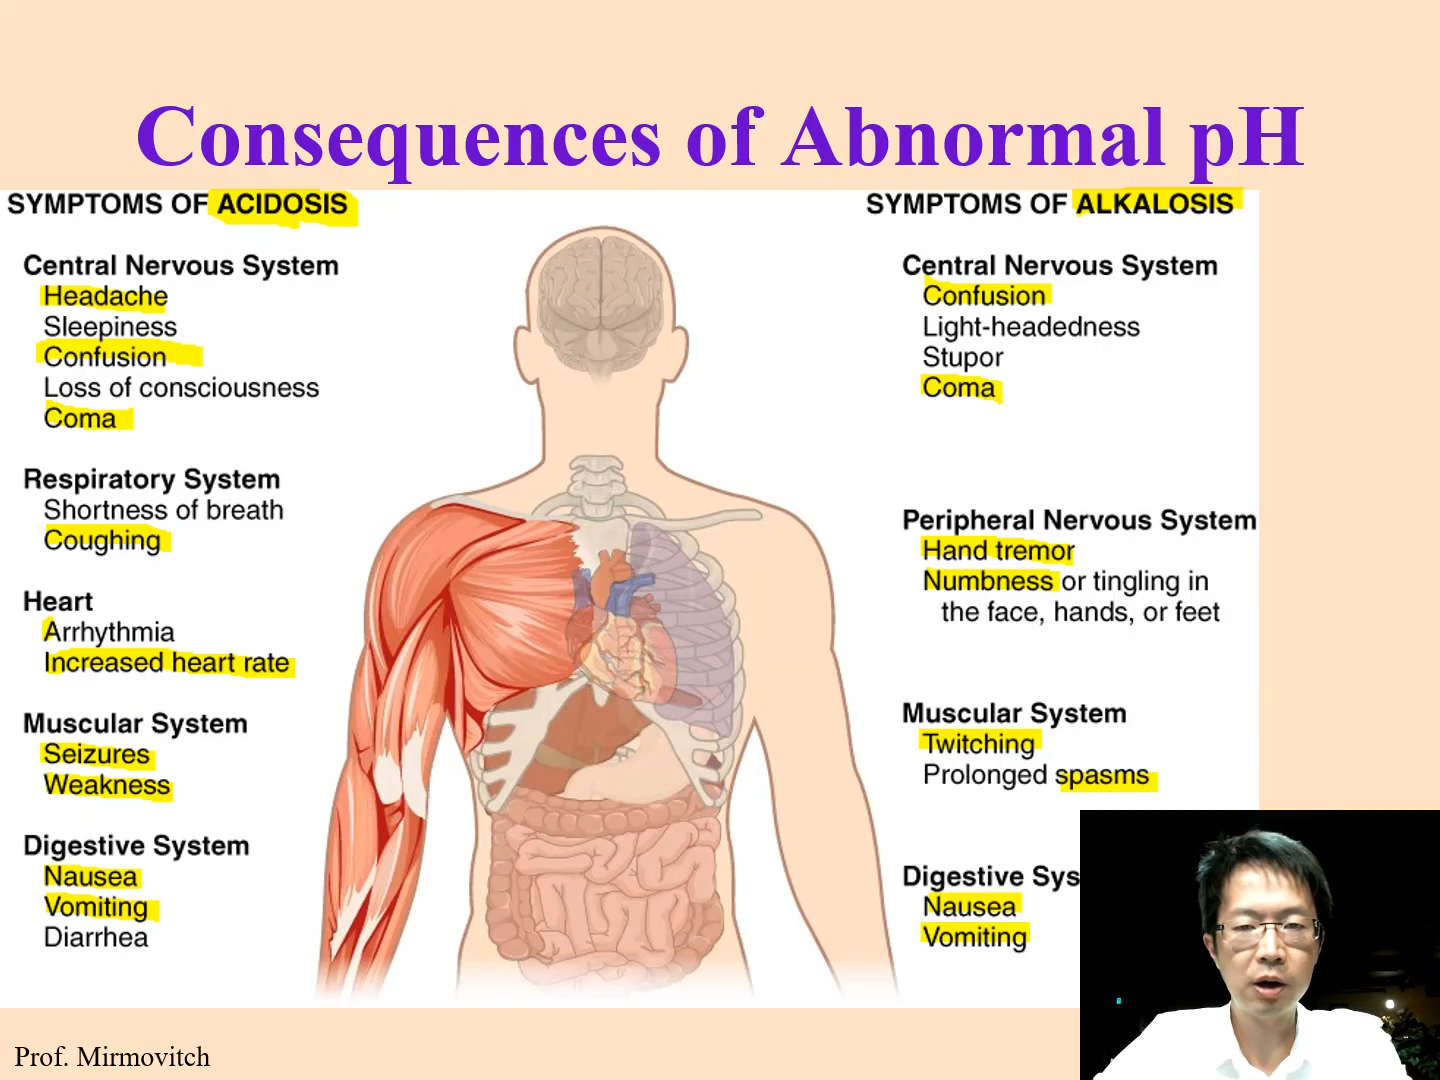 Consequences of Abnormal pH
SYMPTOMS OF ACIDOSIS
Central Nervous System
Headache
Sleepiness
Confusion
Loss of consciousness
Coma
Respiratory System
Shortness of breath
Coughing
Heart
Arrhythmia
Increased heart rate
Muscular System
Seizures
Weakness
Digestive System
Nausea
Vomiting
Diarrhea
SYMPTOMS OF ALKALOSIS
Central Nervous System
Confusion
Light-headedness
Stupor
Coma
Peripheral Nervous System
Hand tremor
Numbness or tingling in
the face, hands, or feet
Muscular System
Twitching
Prolonged spasms
Digestive Sys
Nausea
Vomiting
Prof. Mirmovitch